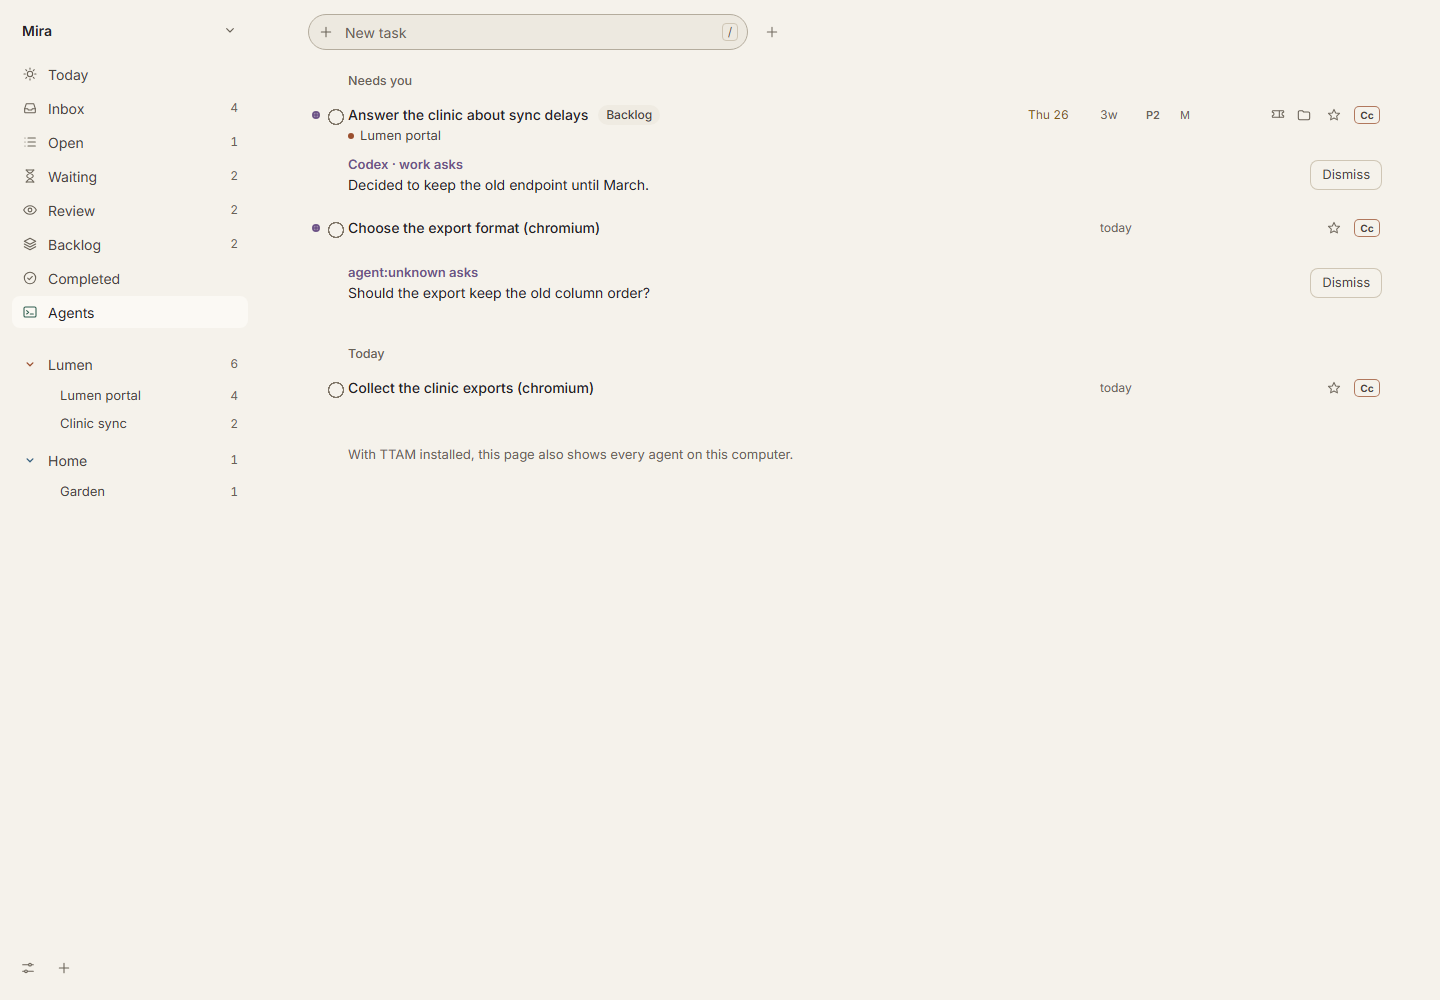 Mira
Today
Inbox 4
Open 1
Waiting 2
Review 2
Backlog 2
Completed
Agents
Lumen 6
Lumen portal 4
Clinic sync 2
Home 1
Garden 1
New task /
Needs you
Answer the clinic about sync delays Backlog Thu 26 3w P2 M Cc
Lumen portal
Codex · work asks
Decided to keep the old endpoint until March. Dismiss
Choose the export format (chromium) today Cc
agent:unknown asks
Should the export keep the old column order? Dismiss
Today
Collect the clinic exports (chromium) today Cc
With TTAM installed, this page also shows every agent on this computer.